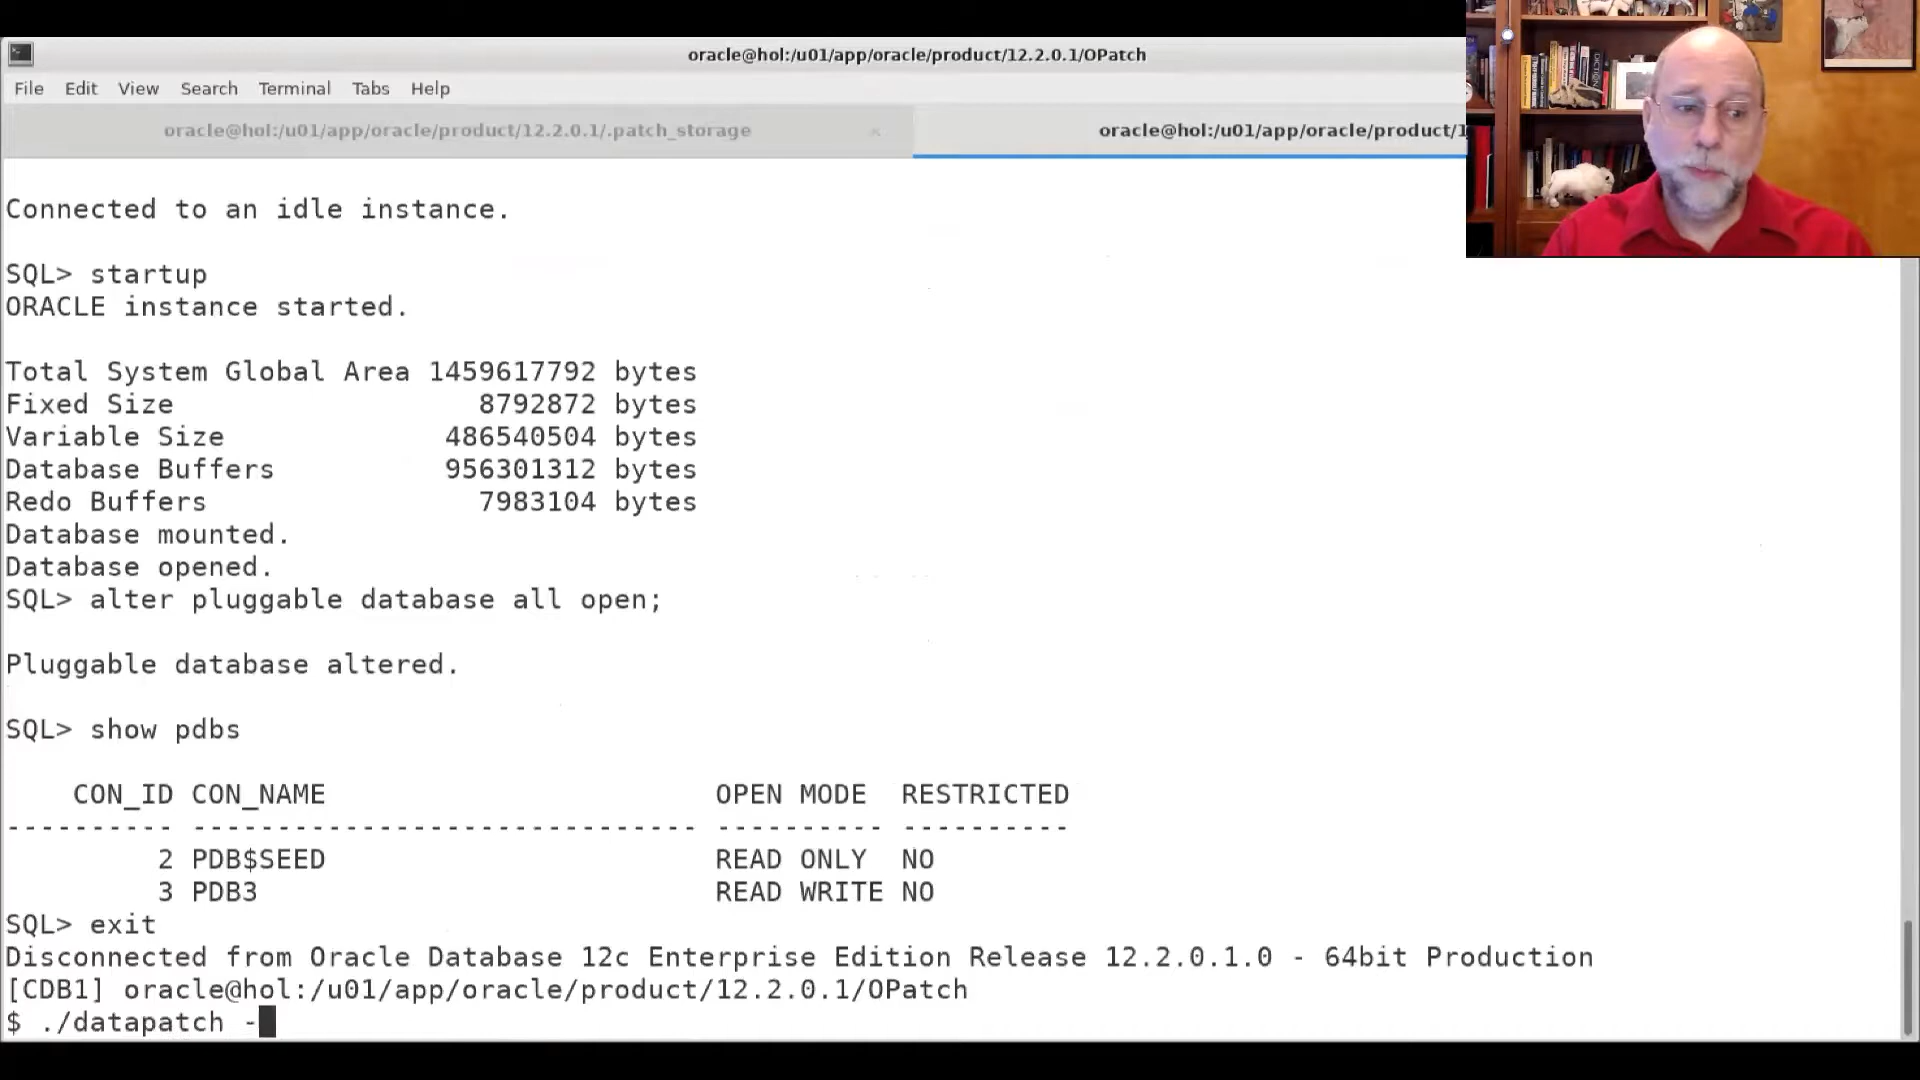 oracle@hol:/u01/app/oracle/product/12.2.0.1/OPatch
File Edit View Search Terminal Tabs Help
oracle@hol:/u01/app/oracle/product/12.2.0.1/.patch_storage × oracle@hol:/u01/app/oracle/product/1
Connected to an idle instance.
SQL> startup
ORACLE instance started.
Total System Global Area 1459617792 bytes
Fixed Size 8792872 bytes
Variable Size 486540504 bytes
Database Buffers 956301312 bytes
Redo Buffers 7983104 bytes
Database mounted.
Database opened.
SQL> alter pluggable database all open;
Pluggable database altered.
SQL> show pdbs
CON_ID CON_NAME OPEN MODE RESTRICTED
---------- ------------------------------ ---------- ----------
2 PDB$SEED READ ONLY NO
3 PDB3 READ WRITE NO
SQL> exit
Disconnected from Oracle Database 12c Enterprise Edition Release 12.2.0.1.0 - 64bit Production
[CDB1] oracle@hol:/u01/app/oracle/product/12.2.0.1/OPatch
$ ./datapatch -